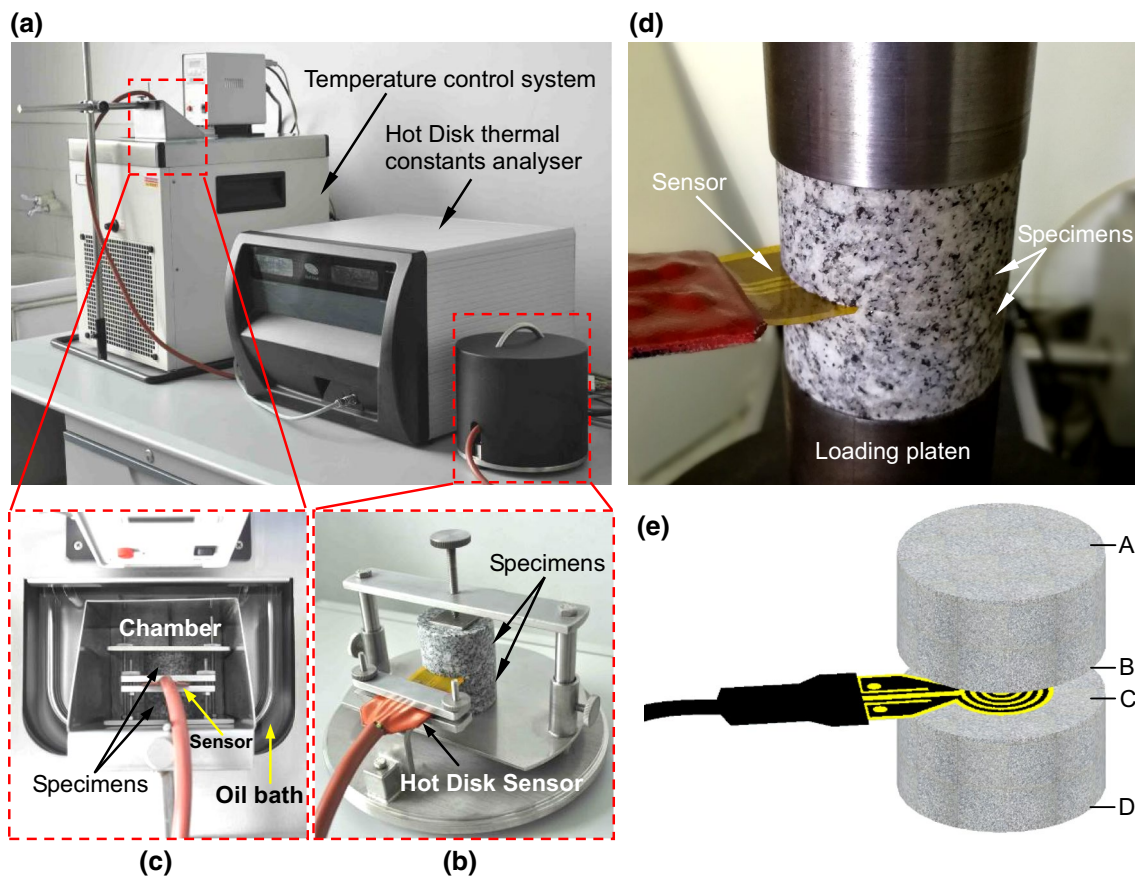 (a)
Temperature control system
Hot Disk thermal
constants analyser
(d)
Sensor
Specimens
Loading platen
Chamber
Specimens
Sensor
Oil bath
(c)
Specimens
Hot Disk Sensor
(b)
(e)
A
B
C
D